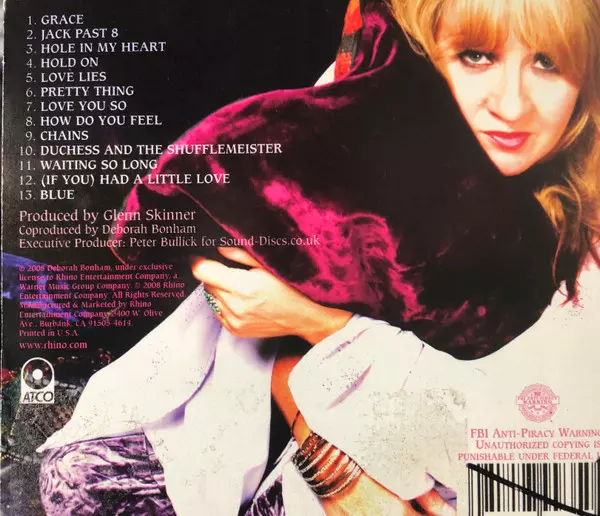 1. GRACE
2. JACK PAST 8
3. HOLE IN MY HEART
4. HOLD ON
5. LOVE LIES
6. PRETTY THING
7. LOVE YOU SO
8. HOW DO YOU FEEL
9. CHAINS
10. DUCHESS AND THE SHUFFLEMEISTER
11. WAITING SO LONG
12. (IF YOU) HAD A LITTLE LOVE
13. BLUE
Produced by Glenn Skinner
Coproduced by Deborah Bonham
Executive Producer: Peter Bullick for Sound-Discs.co.uk
© 2008 Deborah Bonham, under exclusive
license to Rhino Entertainment Company, a
Warner Music Group Company. ℗ 2008 Rhino
Entertainment Company. All Rights Reserved.
Manufactured & Marketed by Rhino
Entertainment Company, 3400 W. Olive
Ave., Burbank, CA 91505-4614.
Printed in U.S.A.
www.rhino.com
ATCO
FBI ANTI-PIRACY WARNING
UNAUTHORIZED COPYING IS
PUNISHABLE UNDER FEDERAL